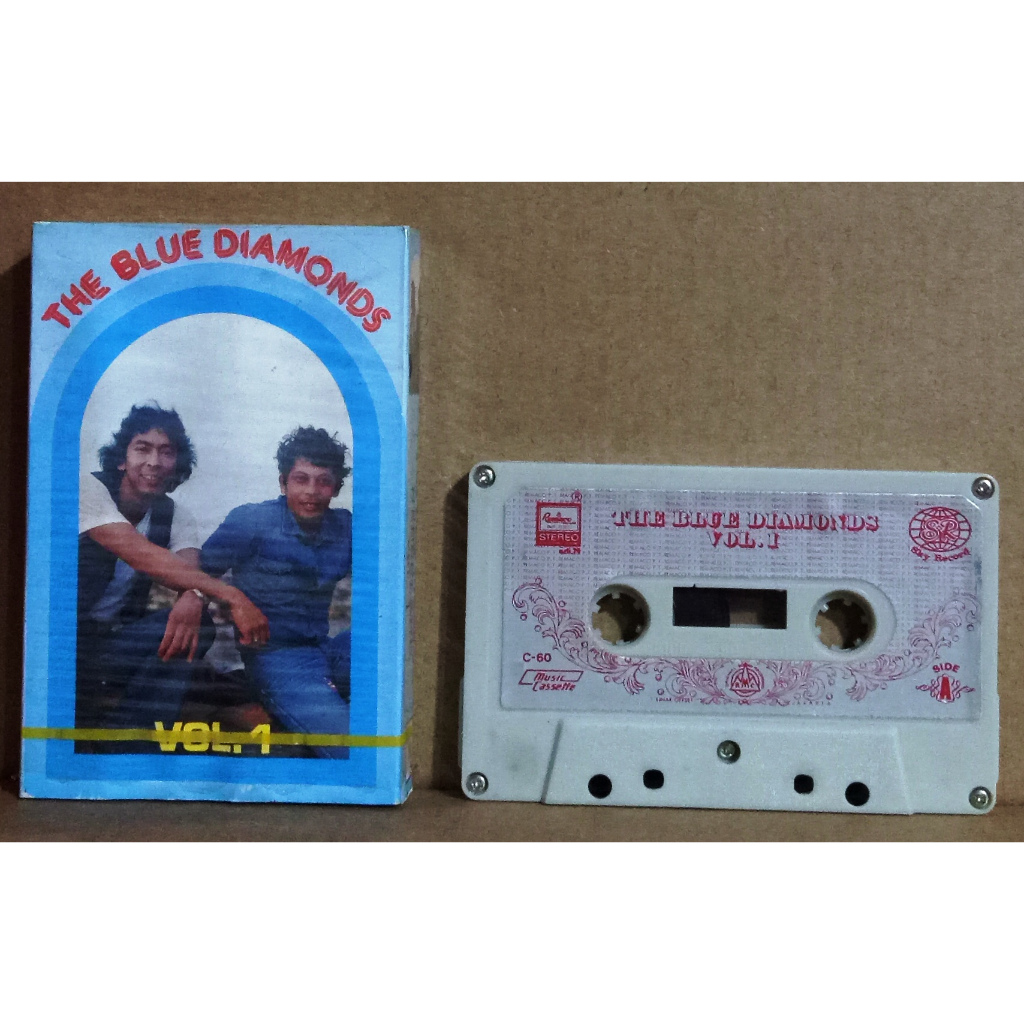 THE BLUE DIAMONDS
VOL. 1
®
STEREO
THE BLUE DIAMONDS
VOL. 1
SR
Sky Record
C-60
MUSIC
Cassette
SIDE
A